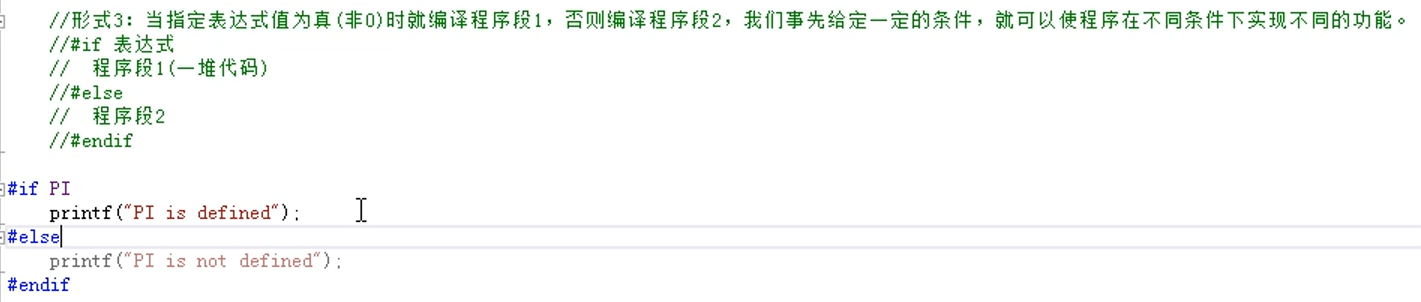 //形式3：当指定表达式值为真(非0)时就编译程序段1，否则编译程序段2，我们事先给定一定的条件，就可以使程序在不同条件下实现不同的功能。
//#if 表达式
//  程序段1(一堆代码)
//#else
//  程序段2
//#endif
#if PI
printf("PI is defined");
#else
printf("PI is not defined");
#endif